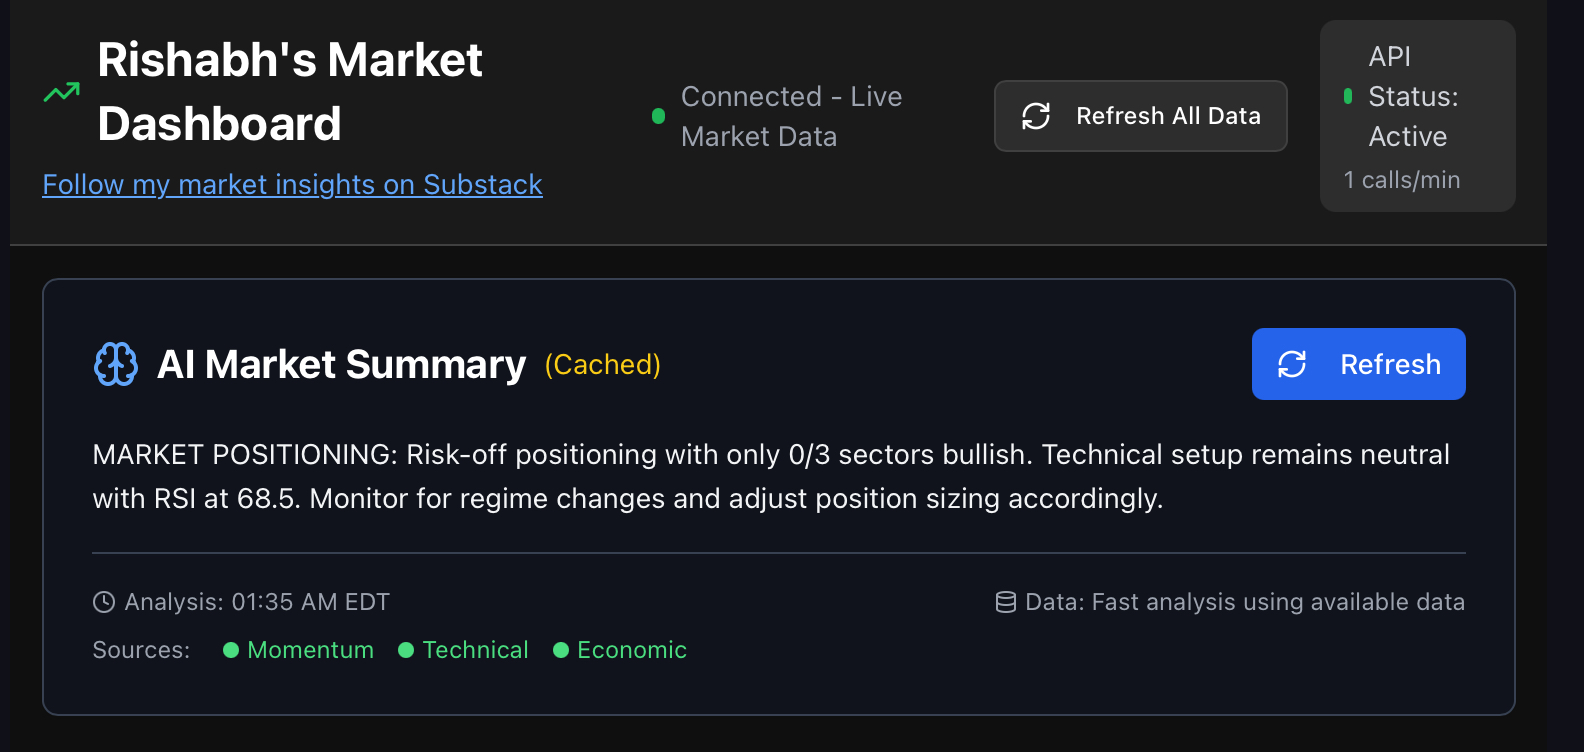 Rishabh's Market
Dashboard
Follow my market insights on Substack
Connected - Live
Market Data
Refresh All Data
API
Status:
Active
1 calls/min
AI Market Summary (Cached)
Refresh
MARKET POSITIONING: Risk-off positioning with only 0/3 sectors bullish. Technical setup remains neutral
with RSI at 68.5. Monitor for regime changes and adjust position sizing accordingly.
Analysis: 01:35 AM EDT
Data: Fast analysis using available data
Sources: Momentum Technical Economic